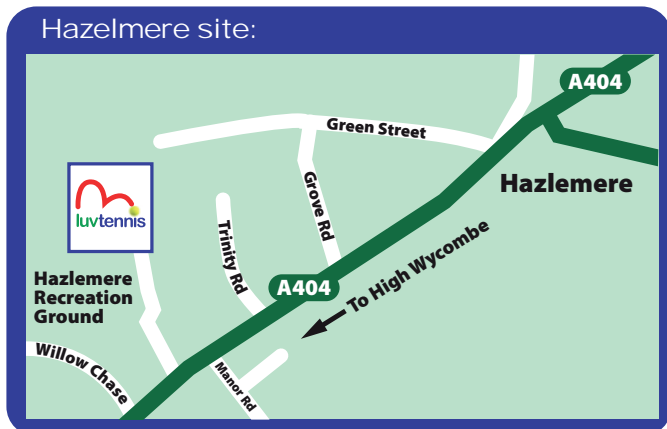 Hazelmere site:
A404
Green Street
Hazlemere
Grove Rd
luvtennis
Trinity Rd
To High Wycombe
Hazlemere
Recreation
Ground
A404
Willow Chase
Manor Rd